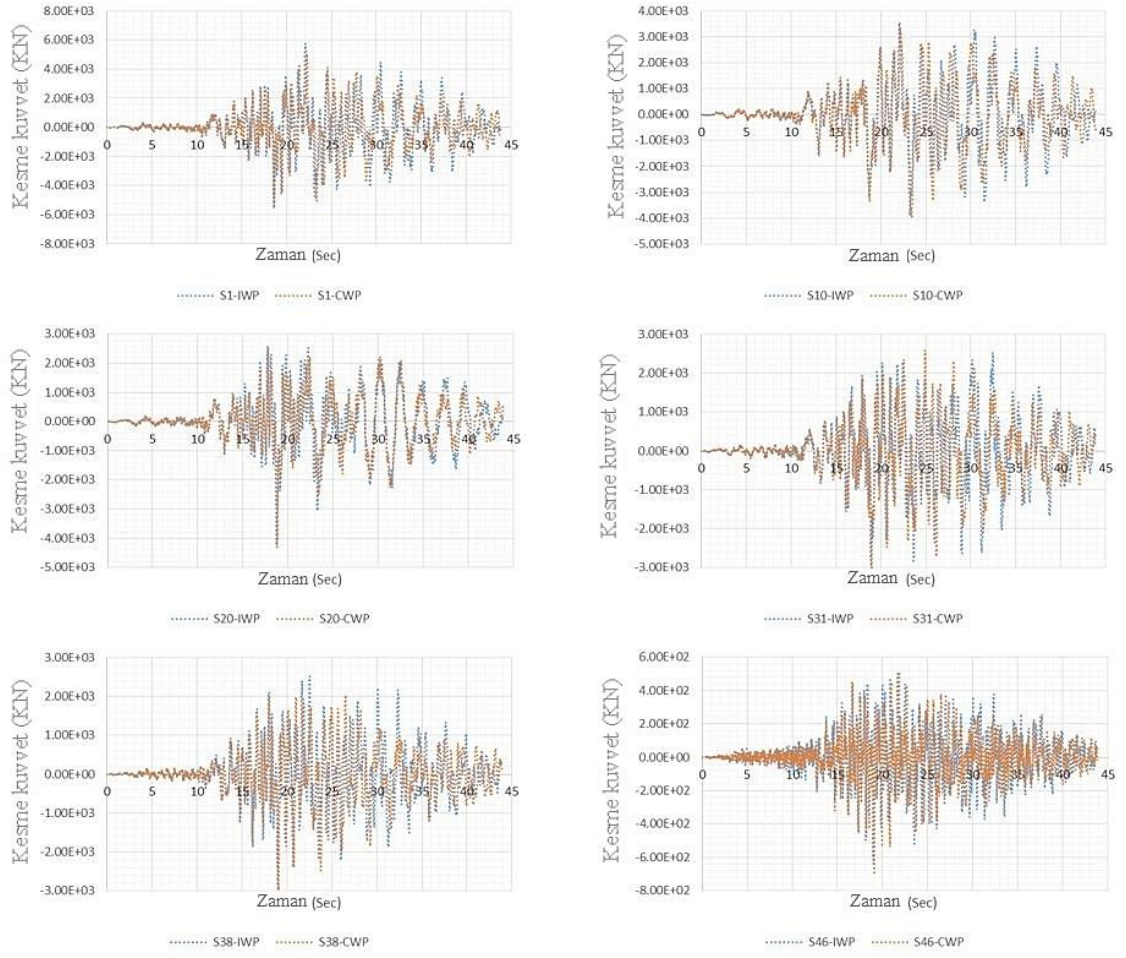 Kesme kuvvet (KN)
8.00E+03
6.00E+03
4.00E+03
2.00E+03
0.00E+00
-2.00E+03
-4.00E+03
-6.00E+03
-8.00E+03
0 5 10 15 20 25 30 35 40 45
Zaman (Sec)
S1-IWP S1-CWP
Kesme kuvvet (KN)
4.00E+03
3.00E+03
2.00E+03
1.00E+03
0.00E+00
-1.00E+03
-2.00E+03
-3.00E+03
-4.00E+03
-5.00E+03
0 5 10 15 20 25 30 35 40 45
Zaman (Sec)
S10-IWP S10-CWP
Kesme kuvvet (KN)
3.00E+03
2.00E+03
1.00E+03
0.00E+00
-1.00E+03
-2.00E+03
-3.00E+03
-4.00E+03
-5.00E+03
0 5 10 15 20 25 30 35 40 45
Zaman (Sec)
S20-IWP S20-CWP
Kesme kuvvet (KN)
3.00E+03
2.00E+03
1.00E+03
0.00E+00
-1.00E+03
-2.00E+03
-3.00E+03
0 5 10 15 20 25 30 35 40 45
Zaman (Sec)
S31-IWP S31-CWP
Kesme kuvvet (KN)
3.00E+03
2.00E+03
1.00E+03
0.00E+00
-1.00E+03
-2.00E+03
-3.00E+03
0 5 10 15 20 25 30 35 40 45
Zaman (Sec)
S38-IWP S38-CWP
Kesme kuvvet (KN)
6.00E+02
4.00E+02
2.00E+02
0.00E+00
-2.00E+02
-4.00E+02
-6.00E+02
-8.00E+02
0 5 10 15 20 25 30 35 40 45
Zaman (Sec)
S46-IWP S46-CWP